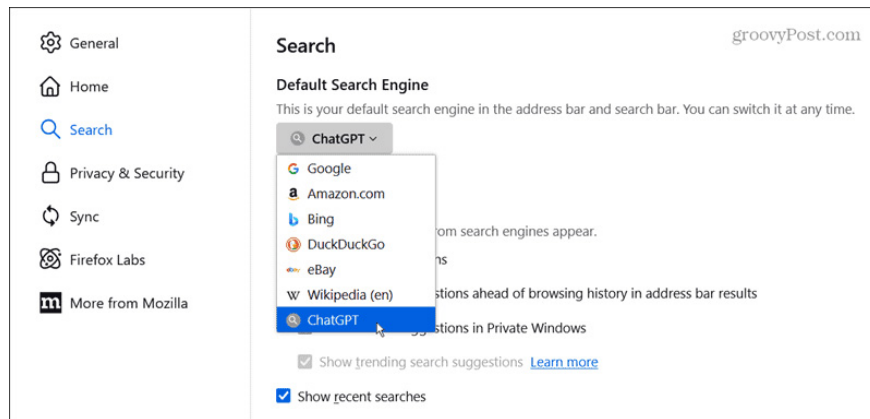 groovyPost.com
General
Home
Search
Privacy & Security
Sync
Firefox Labs
More from Mozilla
Search
Default Search Engine
This is your default search engine in the address bar and search bar. You can switch it at any time.
ChatGPT
Google
Amazon.com
Bing
DuckDuckGo
eBay
Wikipedia (en)
ChatGPT
om search engines appear.
ns
stions ahead of browsing history in address bar results
gestions in Private Windows
Show trending search suggestions Learn more
Show recent searches